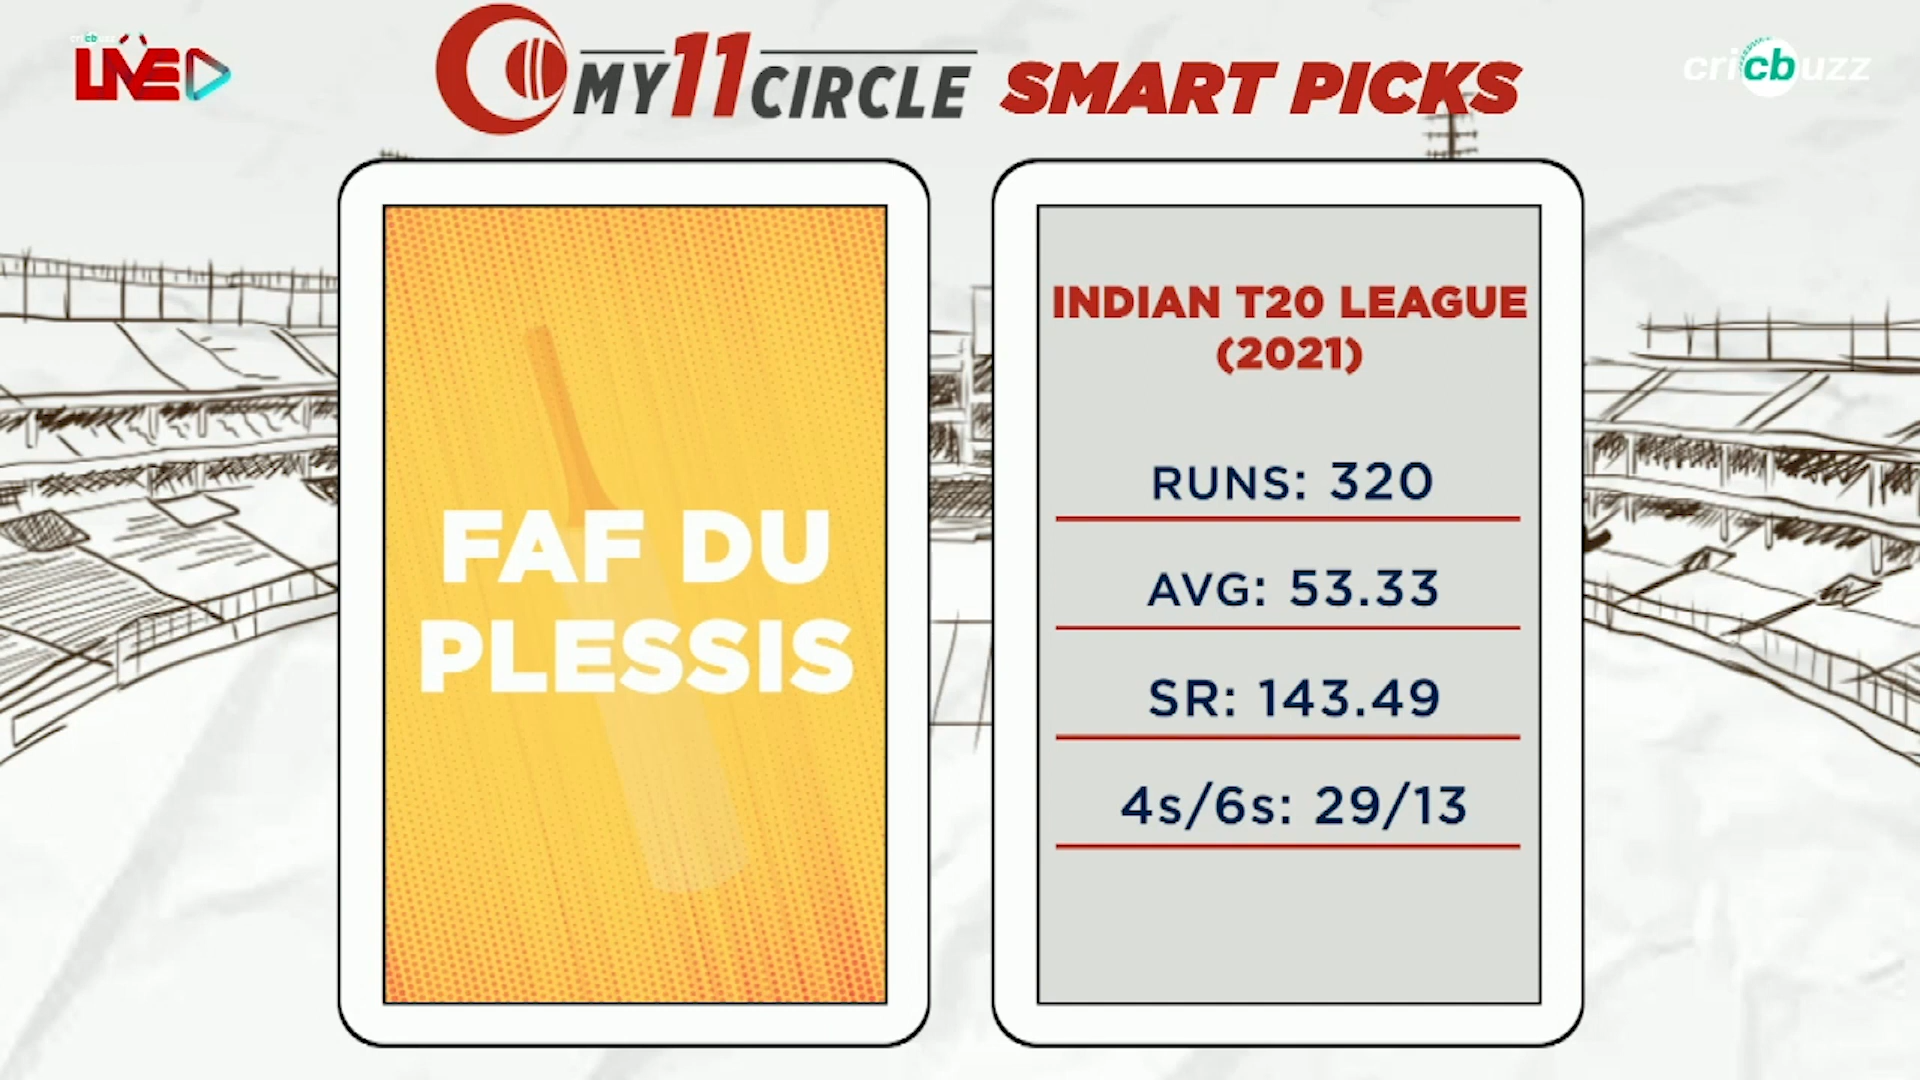 cricbuzz
LIVE
MY11CIRCLE SMART PICKS
cricbuzz
FAF DU
PLESSIS
INDIAN T20 LEAGUE
(2021)
RUNS: 320
AVG: 53.33
SR: 143.49
4s/6s: 29/13